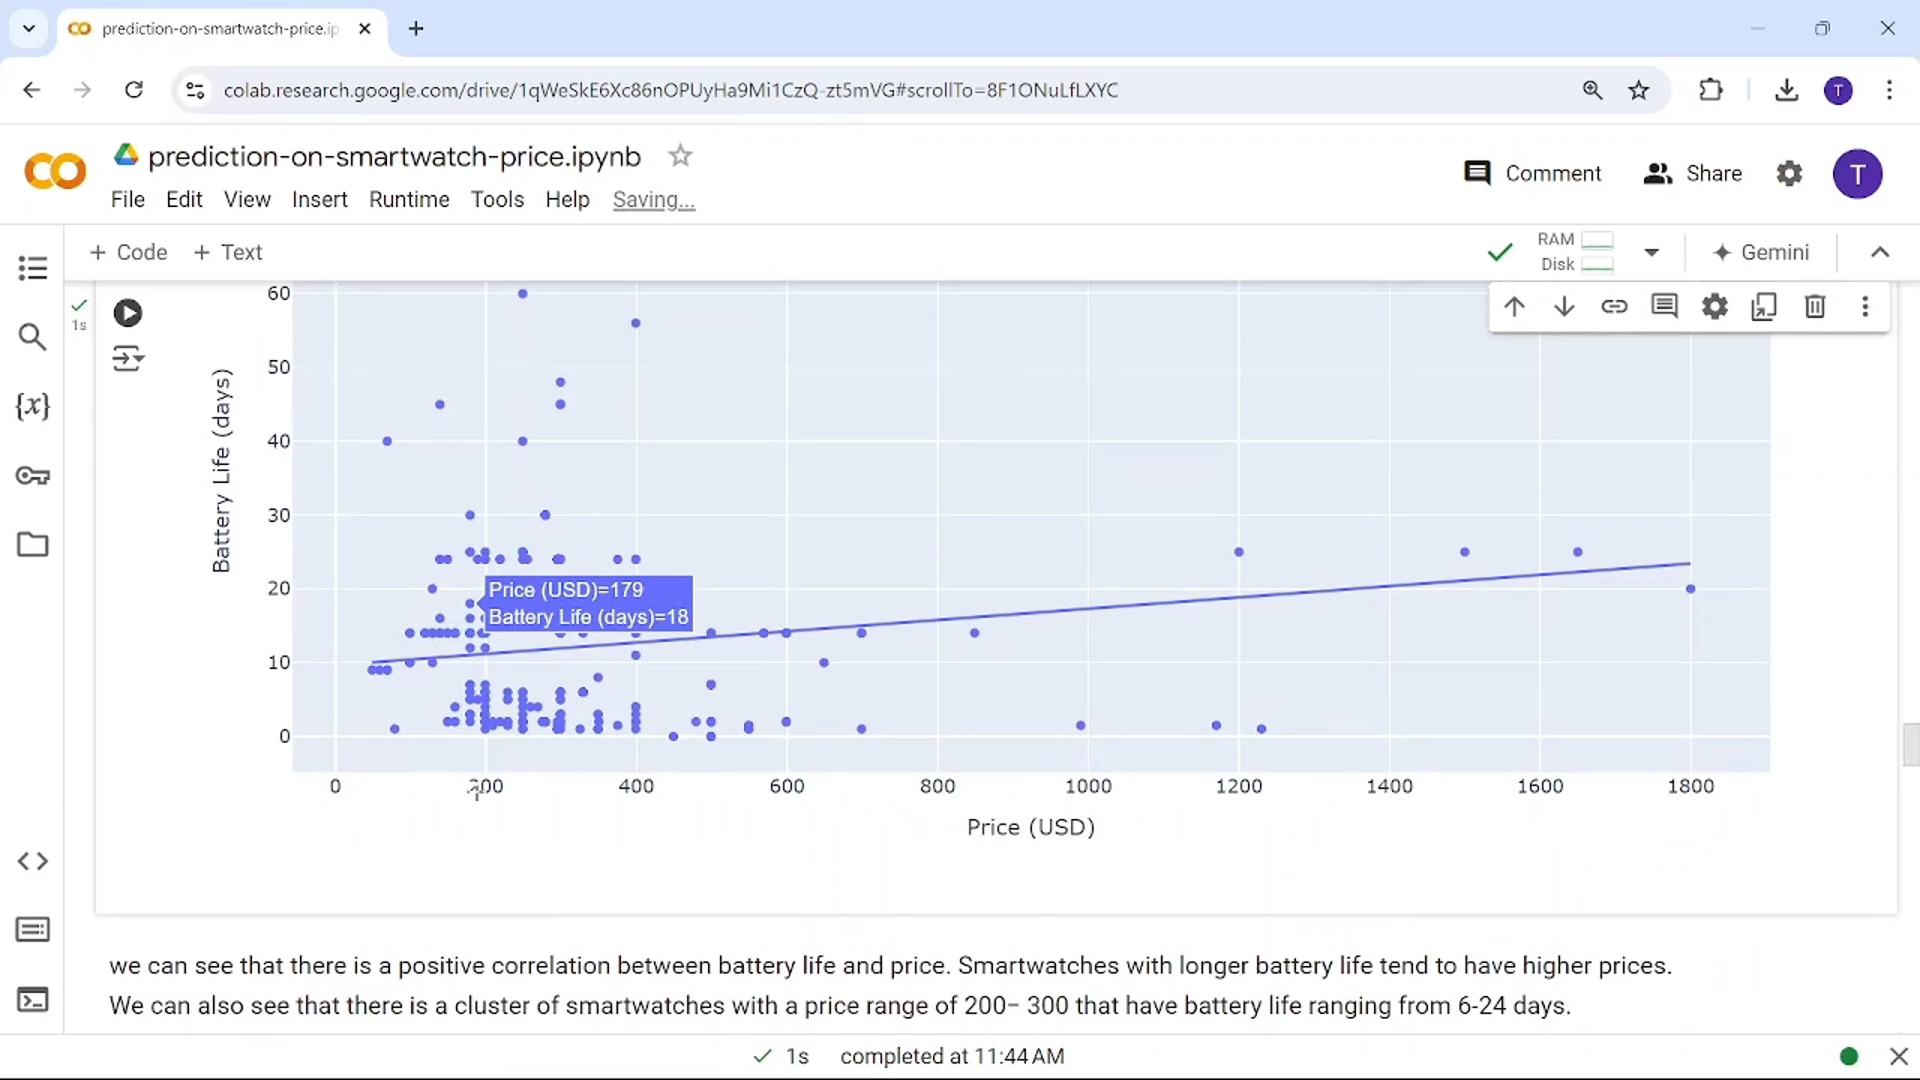 prediction-on-smartwatch-price.ip
colab.research.google.com/drive/1qWeSkE6Xc86nOPUyHa9Mi1CzQ-zt5mVG#scrollTo=8F1ONuLfLXYC
T
prediction-on-smartwatch-price.ipynb
Comment
Share
T
File Edit View Insert Runtime Tools Help Saving...
+ Code + Text
RAM
Disk
Gemini
1s
60
50
40
30
20
10
0
Battery Life (days)
Price (USD)=179
Battery Life (days)=18
0 200 400 600 800 1000 1200 1400 1600 1800
Price (USD)
we can see that there is a positive correlation between battery life and price. Smartwatches with longer battery life tend to have higher prices.
We can also see that there is a cluster of smartwatches with a price range of 200− 300 that have battery life ranging from 6-24 days.
1s completed at 11:44 AM